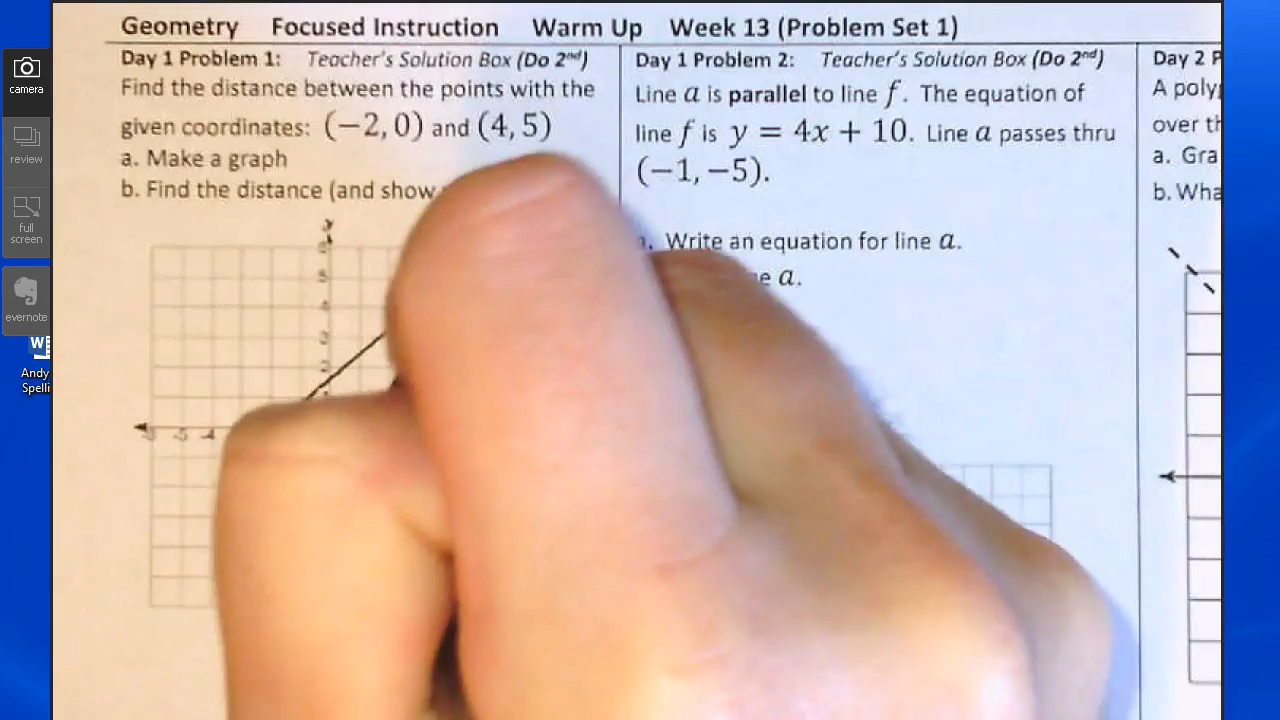 Geometry Focused Instruction Warm Up Week 13 (Problem Set 1)
Day 1 Problem 1: Teacher's Solution Box (Do 2nd)
Find the distance between the points with the
given coordinates: (−2, 0) and (4, 5)
a. Make a graph
b. Find the distance (and show
Day 1 Problem 2: Teacher's Solution Box (Do 2nd)
Line a is parallel to line f. The equation of
line f is y = 4x + 10. Line a passes thru
(−1, −5).
Write an equation for line a.
a.
Day 2 P
A poly
over th
a. Gra
b. Wha
camera
review
full
screen
evernote
W
Andy
Spelli